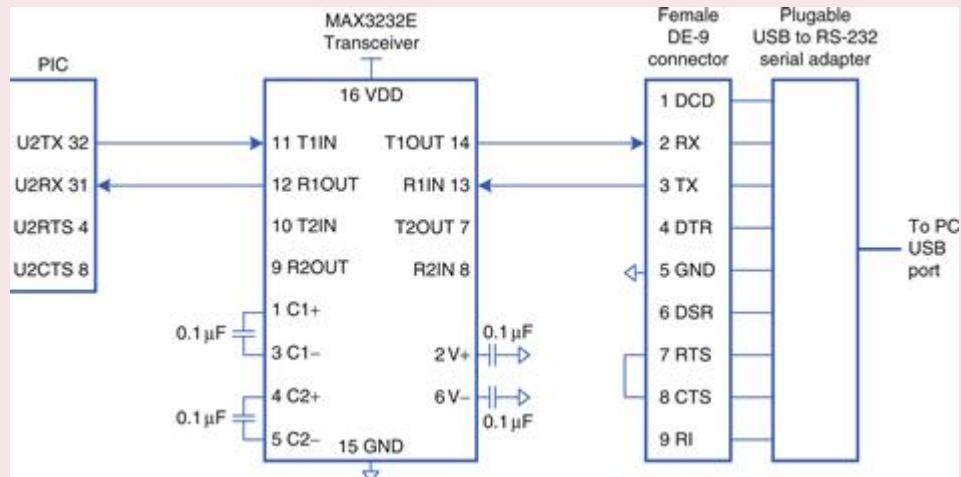 MAX3232E
Transceiver
Female
DE-9
connector
Plugable
USB to RS-232
serial adapter
PIC
U2TX 32
U2RX 31
U2RTS 4
U2CTS 8
16 VDD
11 T1IN
T1OUT 14
12 R1OUT
R1IN 13
10 T2IN
T2OUT 7
9 R2OUT
R2IN 8
1 C1+
0.1 µF
3 C1−
4 C2+
0.1 µF
5 C2−
0.1 µF
2 V+
6 V−
0.1 µF
15 GND
1 DCD
2 RX
3 TX
4 DTR
5 GND
6 DSR
7 RTS
8 CTS
9 RI
To PC
USB
port